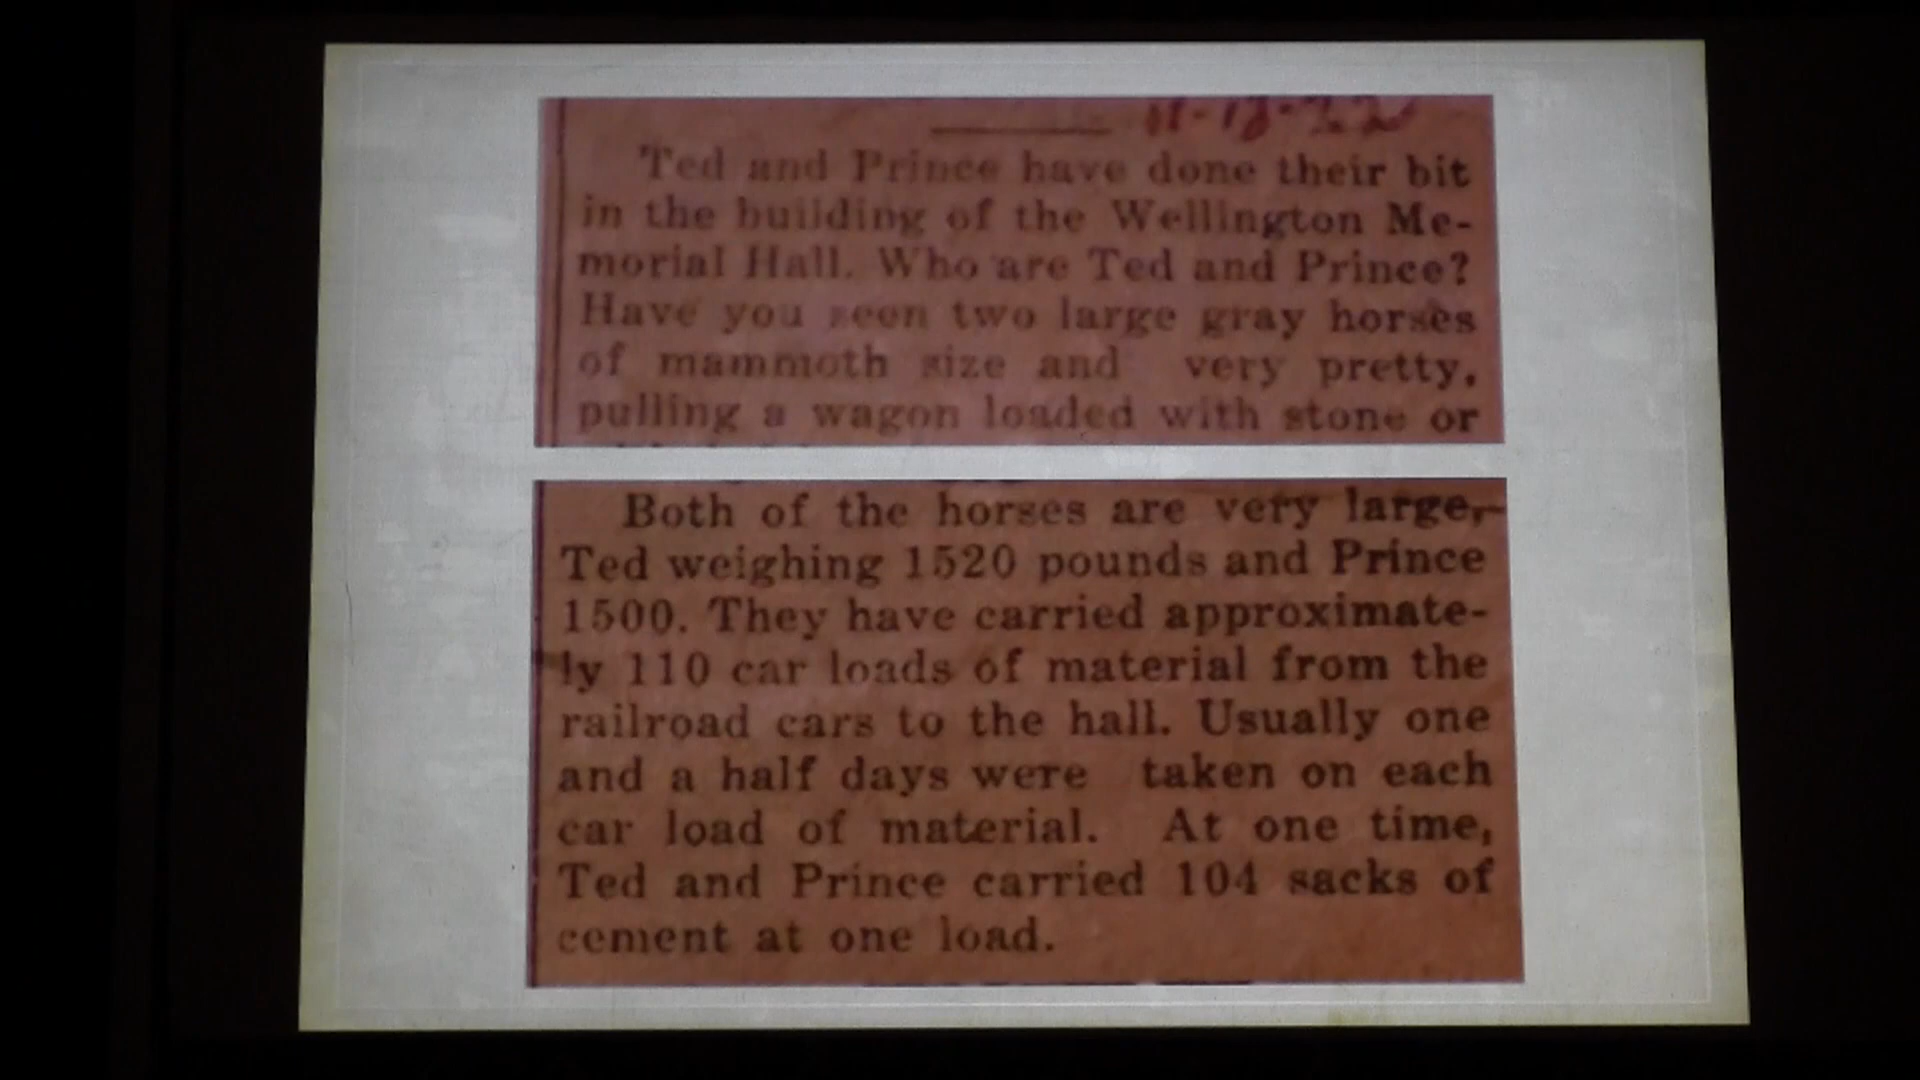 Ted and Prince have done their bit
in the building of the Wellington Me-
morial Hall. Who are Ted and Prince?
Have you seen two large gray horses
of mammoth size and very pretty,
pulling a wagon loaded with stone or
Both of the horses are very large,
Ted weighing 1520 pounds and Prince
1500. They have carried approximate-
ly 110 car loads of material from the
railroad cars to the hall. Usually one
and a half days were taken on each
car load of material. At one time,
Ted and Prince carried 104 sacks of
cement at one load.